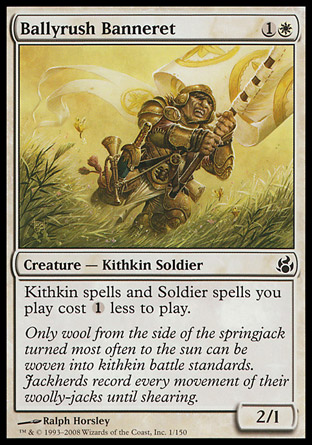 Ballyrush Banneret 1
Creature — Kithkin Soldier
Kithkin spells and Soldier spells you
play cost 1 less to play.
Only wool from the side of the springjack
turned most often to the sun can be
woven into kithkin battle standards.
Jackherds record every movement of their
woolly-jacks until shearing.
Ralph Horsley
™ & © 1993–2008 Wizards of the Coast, Inc. 1/150
2/1